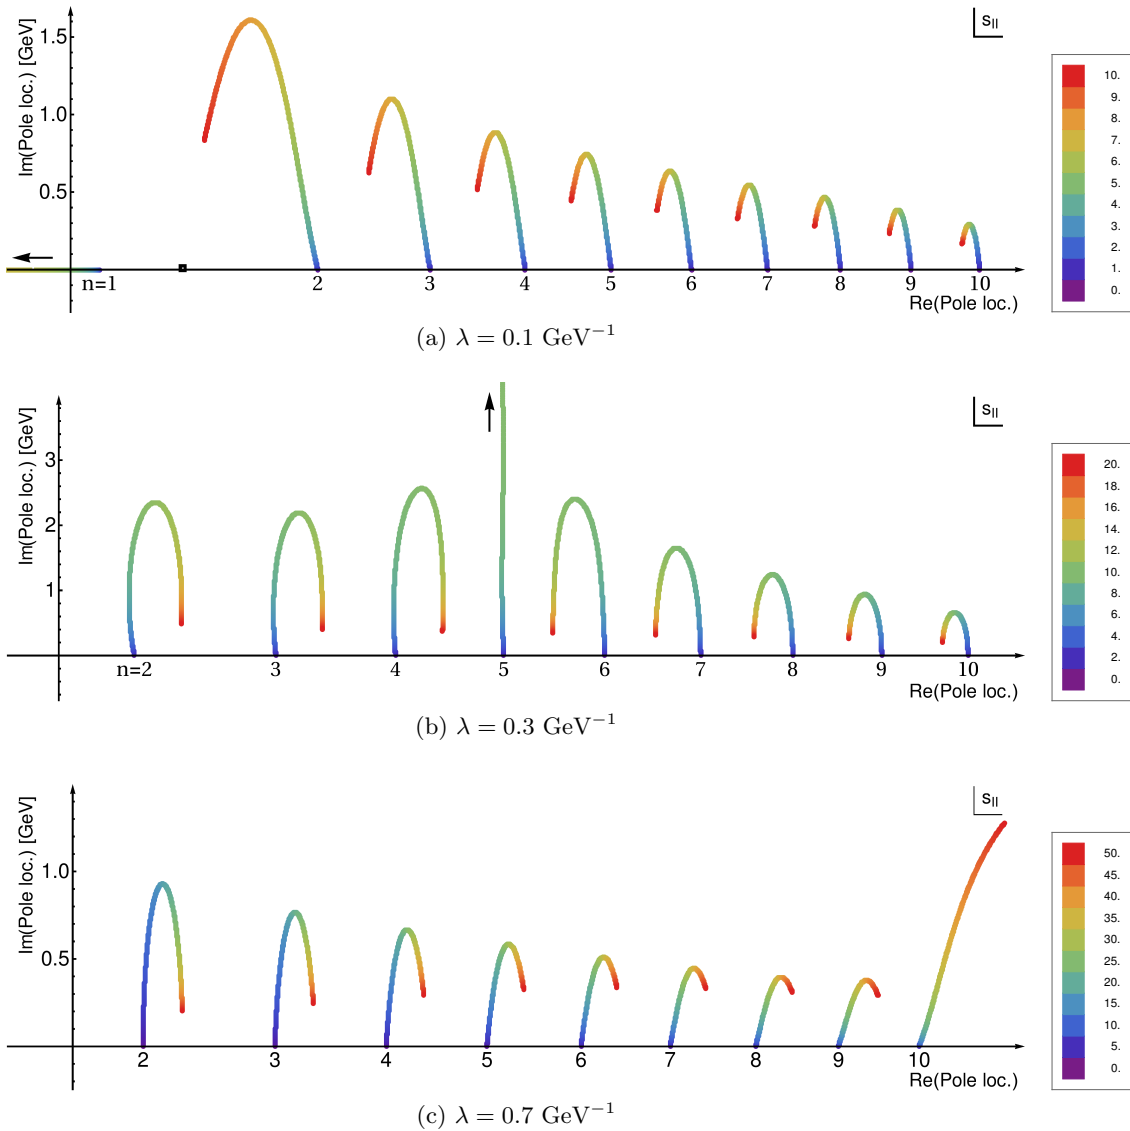 Im(Pole loc.) [GeV]
1.5
1.0
0.5
s_II
n=1 2 3 4 5 6 7 8 9 10
Re(Pole loc.)
10.
9.
8.
7.
6.
5.
4.
3.
2.
1.
0.
(a) λ = 0.1 GeV⁻¹
Im(Pole loc.) [GeV]
3
2
1
s_II
n=2 3 4 5 6 7 8 9 10
Re(Pole loc.)
20.
18.
16.
14.
12.
10.
8.
6.
4.
2.
0.
(b) λ = 0.3 GeV⁻¹
Im(Pole loc.) [GeV]
1.0
0.5
s_II
2 3 4 5 6 7 8 9 10
Re(Pole loc.)
50.
45.
40.
35.
30.
25.
20.
15.
10.
5.
0.
(c) λ = 0.7 GeV⁻¹